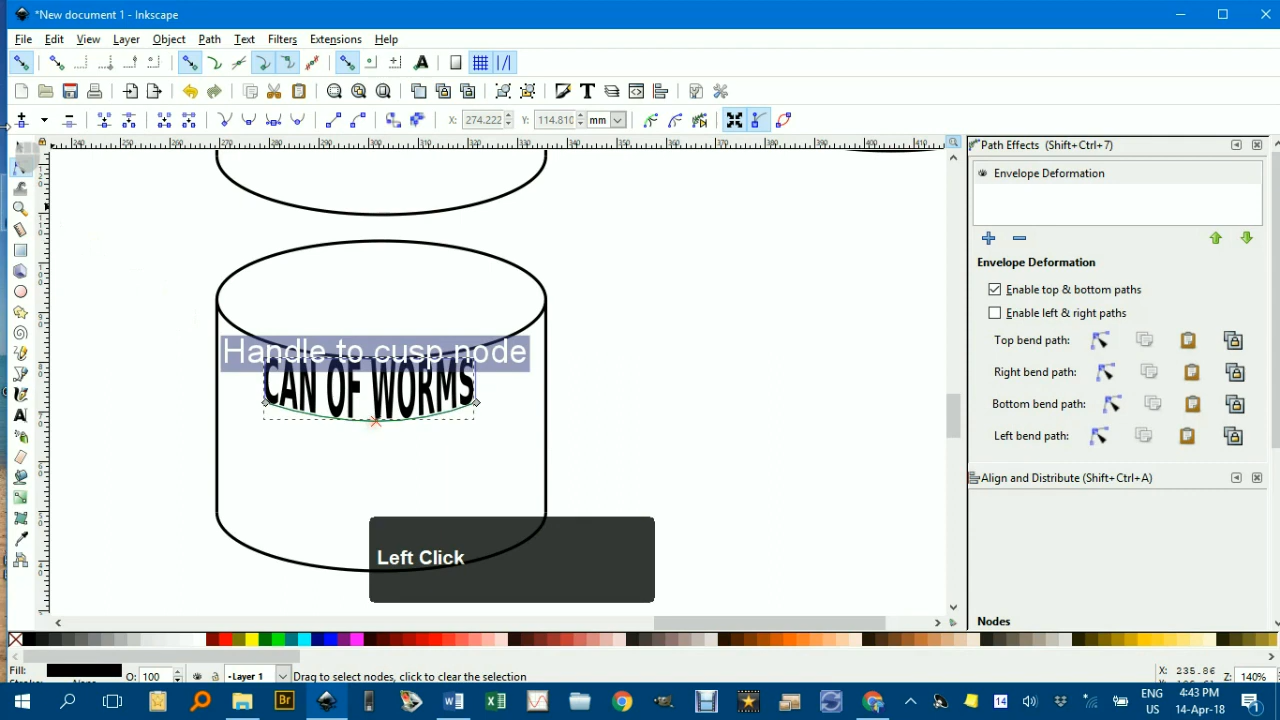 *New document 1 - Inkscape
File Edit View Layer Object Path Text Filters Extensions Help
X: 274.222 Y: 114.810 mm
Path Effects (Shift+Ctrl+7)
Envelope Deformation
Envelope Deformation
Enable top & bottom paths
Enable left & right paths
Top bend path:
Right bend path:
Bottom bend path:
Left bend path:
Align and Distribute (Shift+Ctrl+A)
Handle to cusp node
CAN OF WORMS
Left Click
Nodes
Fill: O: 100 -Layer 1 Drag to select nodes, click to clear the selection X: 235.86 140%
ENG 4:43 PM
US 14-Apr-18